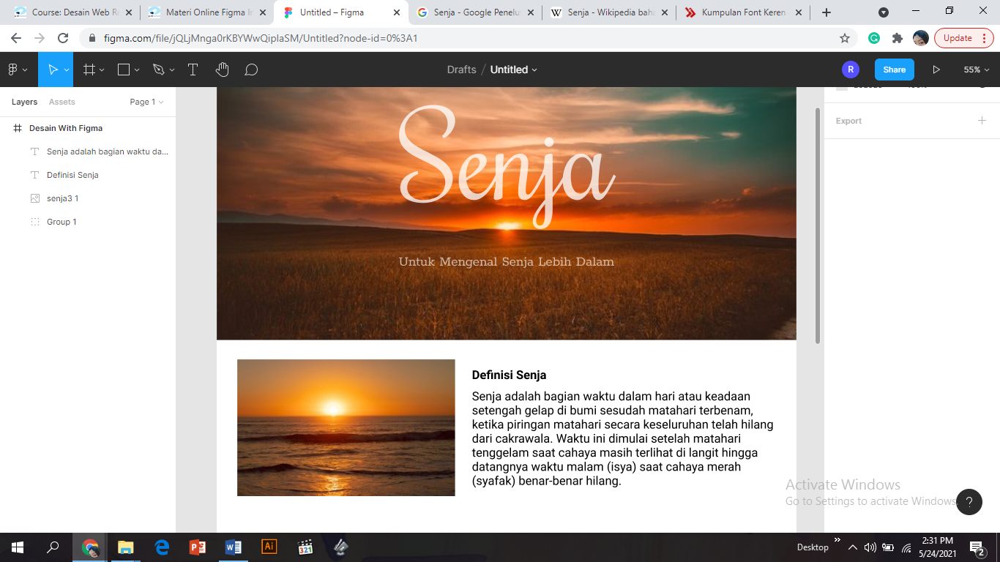 Course: Desain Web R
Materi Online Figma In
Untitled – Figma
Senja - Google Penelu
Senja - Wikipedia baha
Kumpulan Font Keren
figma.com/file/jQLjMnga0rKBYWwQiplaSM/Untitled?node-id=0%3A1
Update
Drafts / Untitled
R
Share
55%
Layers
Assets
Page 1
Export
Desain With Figma
Senja adalah bagian waktu da...
Definisi Senja
senja3 1
Group 1
Senja
Untuk Mengenal Senja Lebih Dalam
Definisi Senja
Senja adalah bagian waktu dalam hari atau keadaan
setengah gelap di bumi sesudah matahari terbenam,
ketika piringan matahari secara keseluruhan telah hilang
dari cakrawala. Waktu ini dimulai setelah matahari
tenggelam saat cahaya masih terlihat di langit hingga
datangnya waktu malam (isya) saat cahaya merah
(syafak) benar-benar hilang.
Activate Windows
Go to Settings to activate Windows.
?
Ai
321
Desktop
2:31 PM
5/24/2021
2